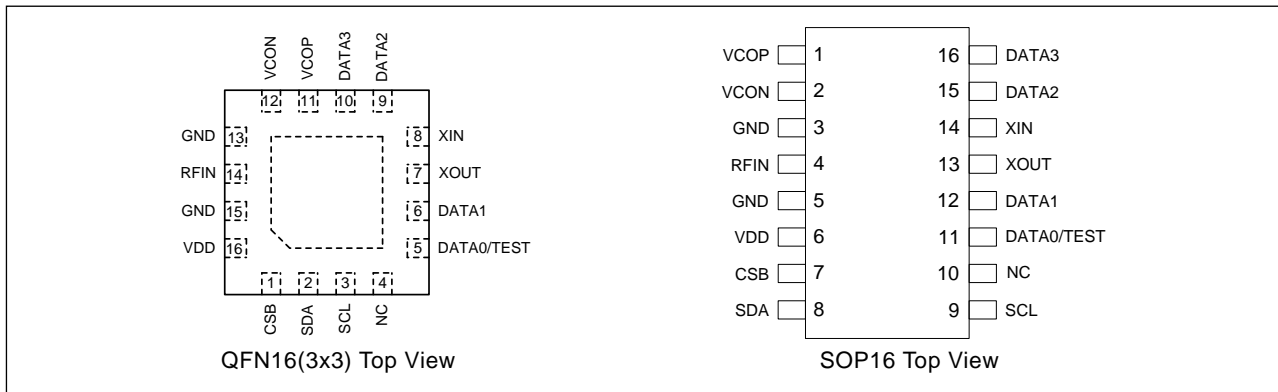 VCON
VCOP
DATA3
DATA2
12
11
10
9
GND 13
8 XIN
RFIN 14
7 XOUT
GND 15
6 DATA1
VDD 16
5 DATA0/TEST
1
2
3
4
CSB
SDA
SCL
NC
QFN16(3x3) Top View
VCOP 1
16 DATA3
VCON 2
15 DATA2
GND 3
14 XIN
RFIN 4
13 XOUT
GND 5
12 DATA1
VDD 6
11 DATA0/TEST
CSB 7
10 NC
SDA 8
9 SCL
SOP16 Top View